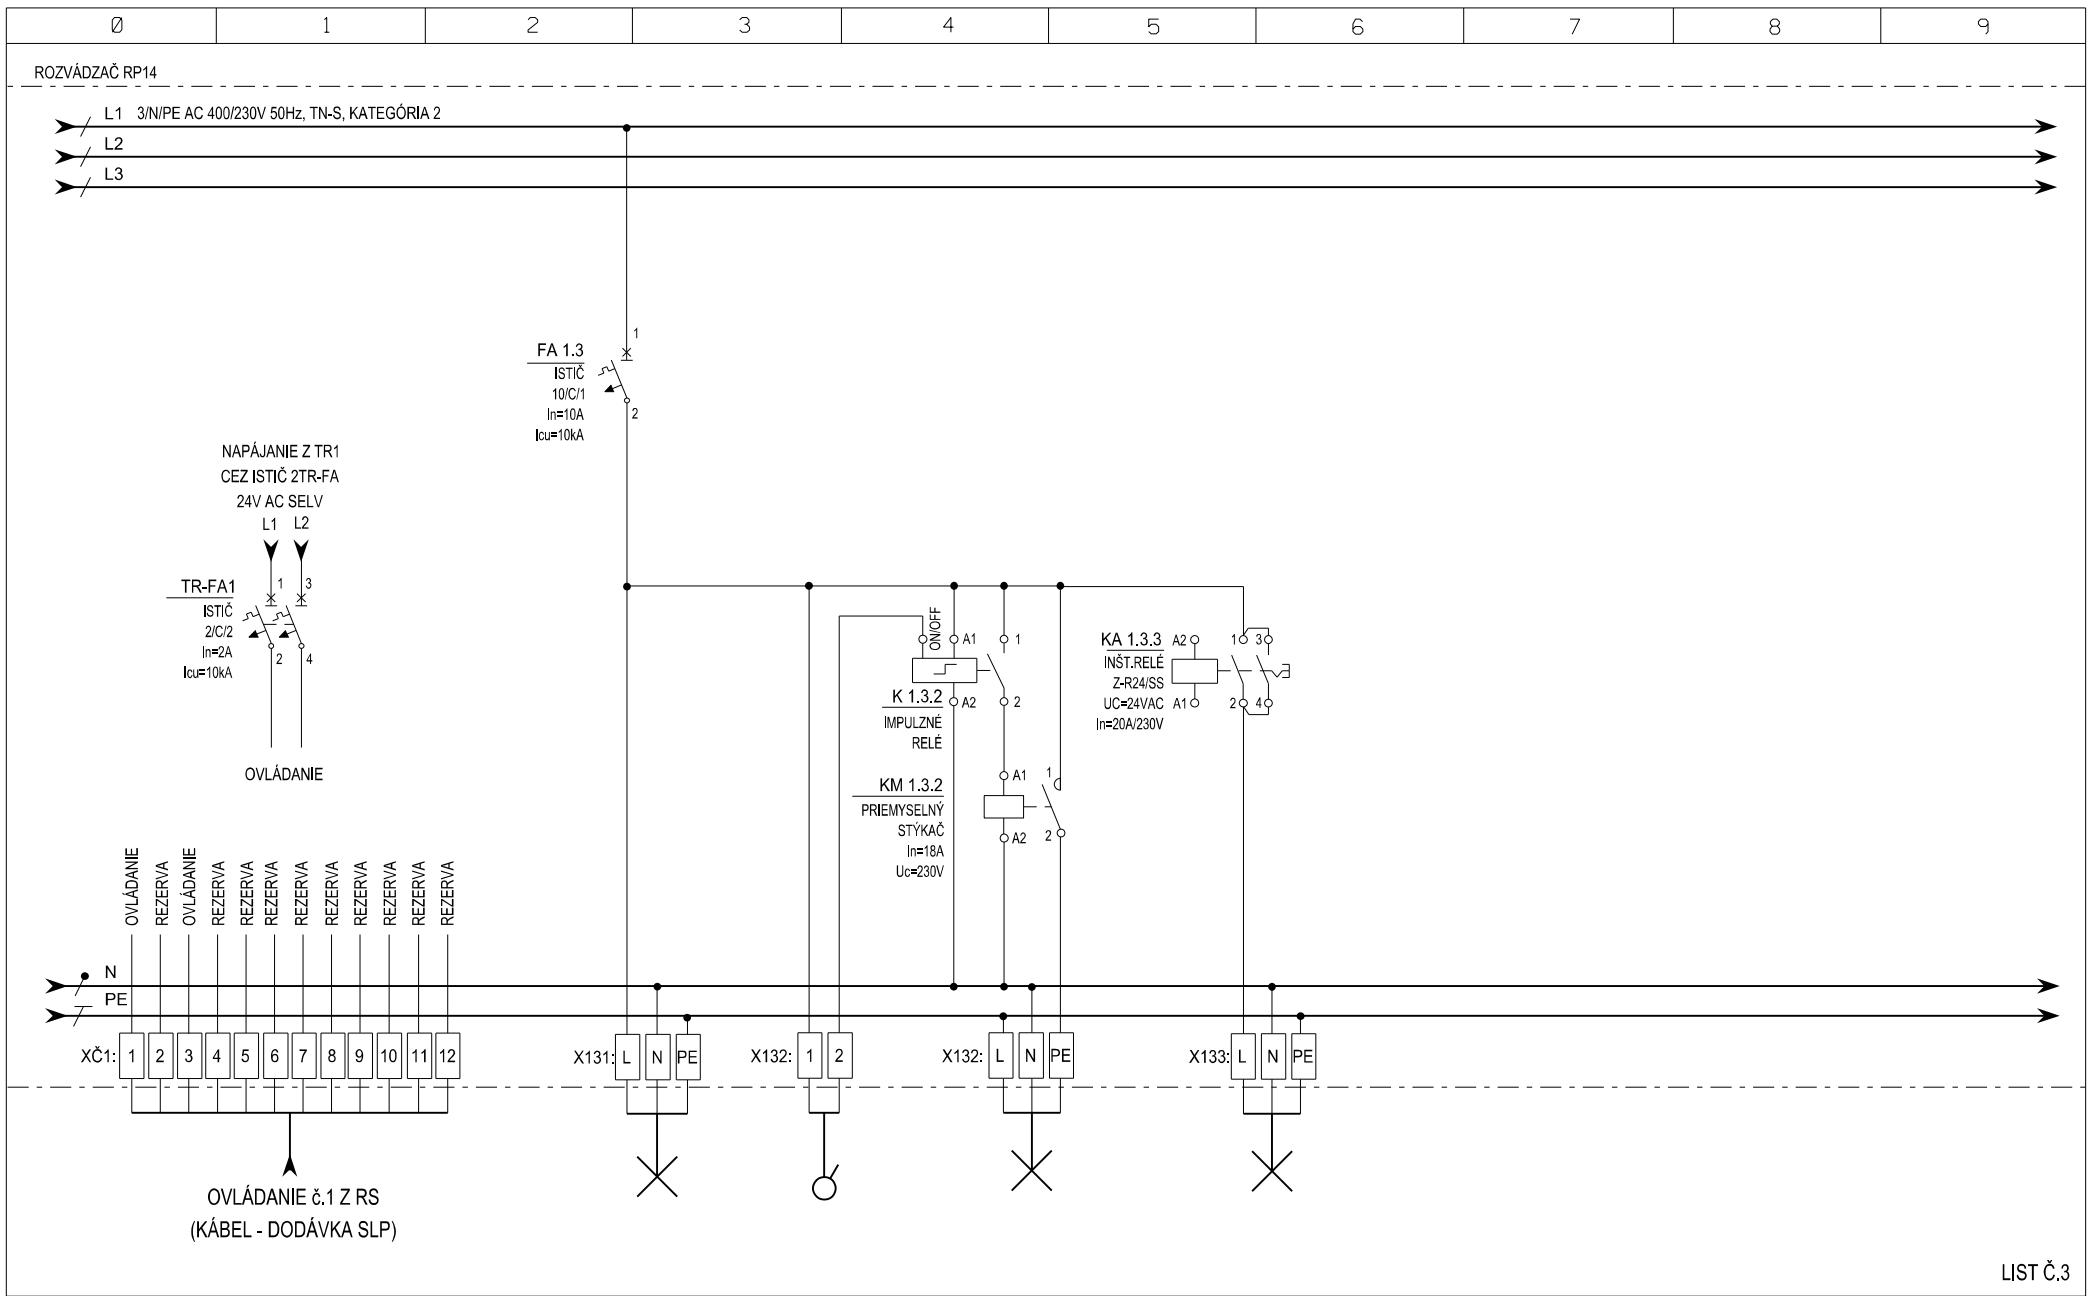 0 1 2 3 4 5 6 7 8 9
ROZVÁDZAČ RP14
L1 3/N/PE AC 400/230V 50Hz, TN-S, KATEGÓRIA 2
L2
L3
1
FA 1.3
ISTIČ
10/C/1
In=10A
Icu=10kA
2
NAPÁJANIE Z TR1
CEZ ISTIČ 2TR-FA
24V AC SELV
L1 L2
1 3
TR-FA1
ISTIČ
2/C/2
In=2A
Icu=10kA
2 4
OVLÁDANIE
ON/OFF
A1
1
K 1.3.2
A2
2
IMPULZNÉ
RELÉ
KA 1.3.3
INŠT.RELÉ
Z-R24/SS
UC=24VAC
In=20A/230V
A2
A1
1 3
2 4
KM 1.3.2
PRIEMYSELNÝ
STÝKAČ
In=18A
Uc=230V
A1
A2
1
2
OVLÁDANIE
REZERVA
OVLÁDANIE
REZERVA
REZERVA
REZERVA
REZERVA
REZERVA
REZERVA
REZERVA
REZERVA
REZERVA
N
PE
XČ1: 1 2 3 4 5 6 7 8 9 10 11 12
X131: L N PE
X132: 1 2
X132: L N PE
X133: L N PE
OVLÁDANIE č.1 Z RS
(KÁBEL - DODÁVKA SLP)
LIST Č.3